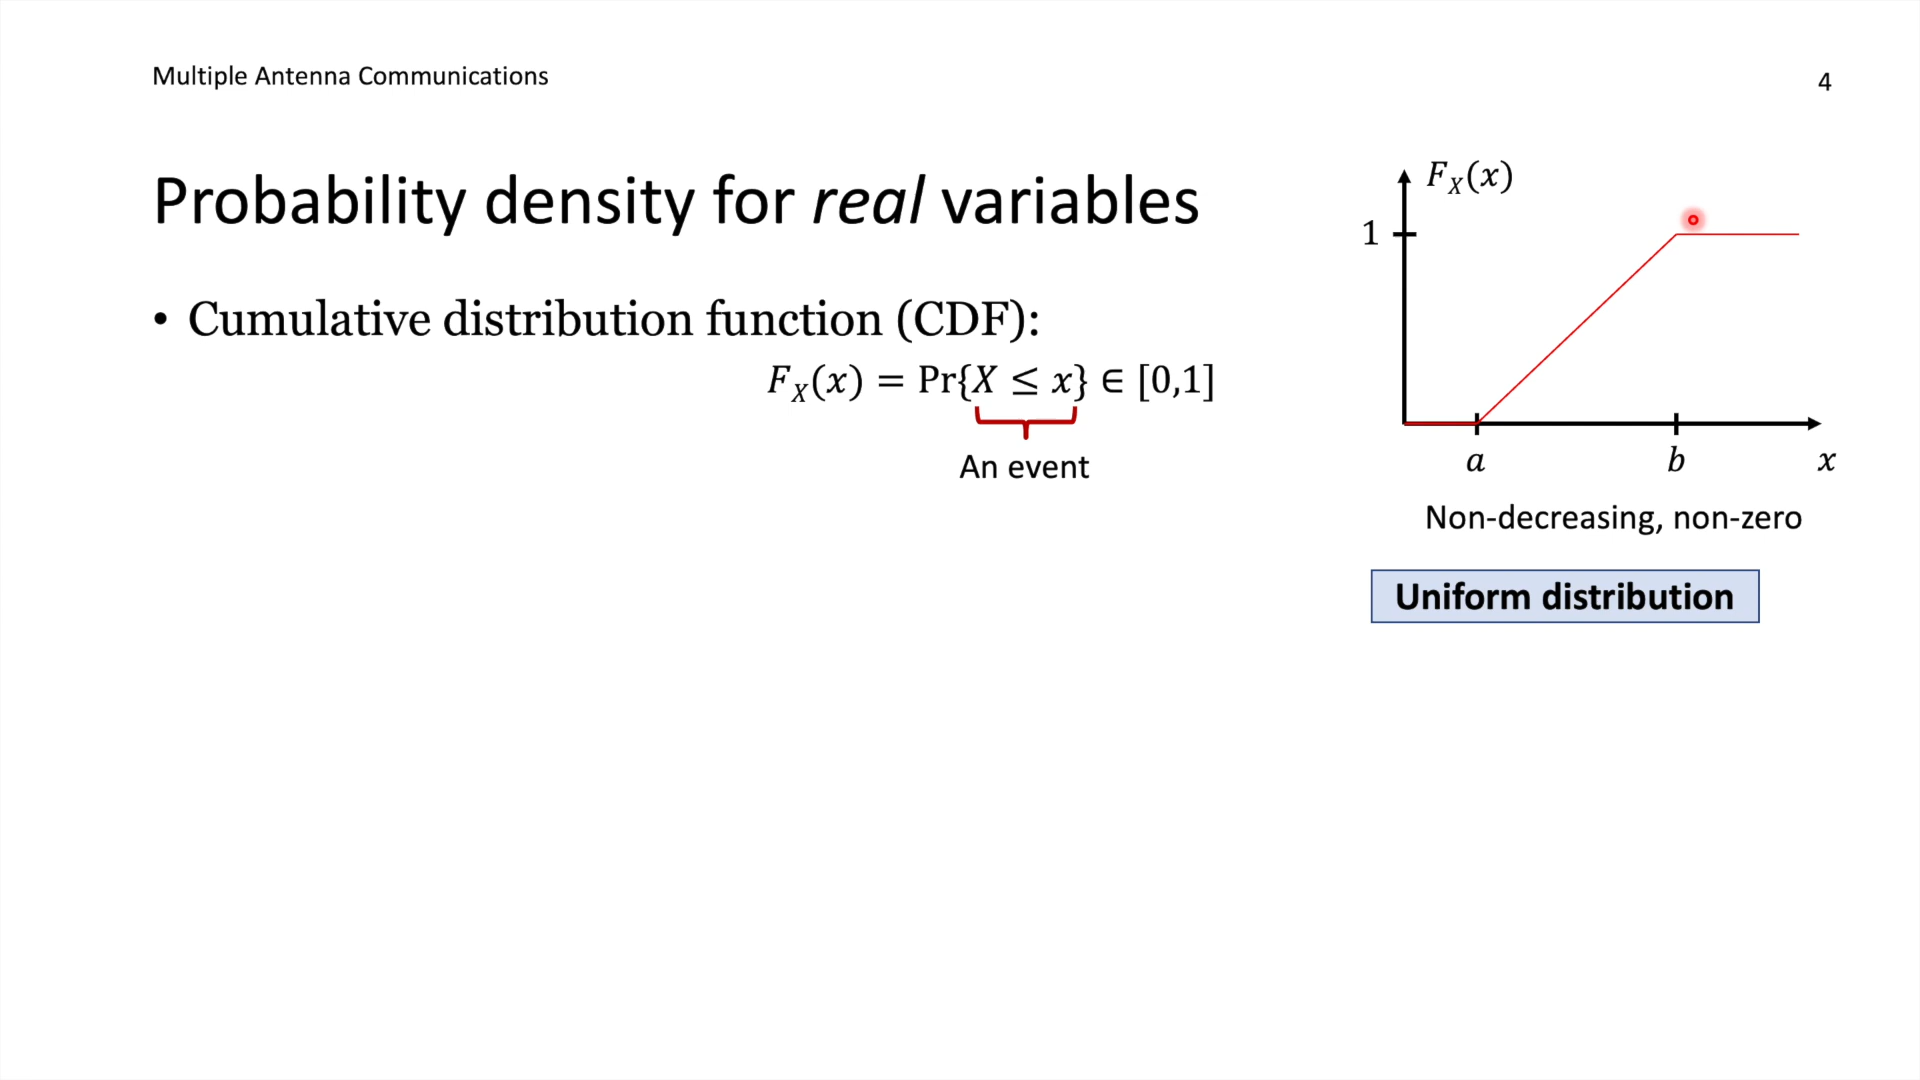 Multiple Antenna Communications
4
Probability density for real variables
• Cumulative distribution function (CDF):
F_X(x) = Pr{X ≤ x} ∈ [0,1]
An event
F_X(x)
1
a
b
x
Non-decreasing, non-zero
Uniform distribution